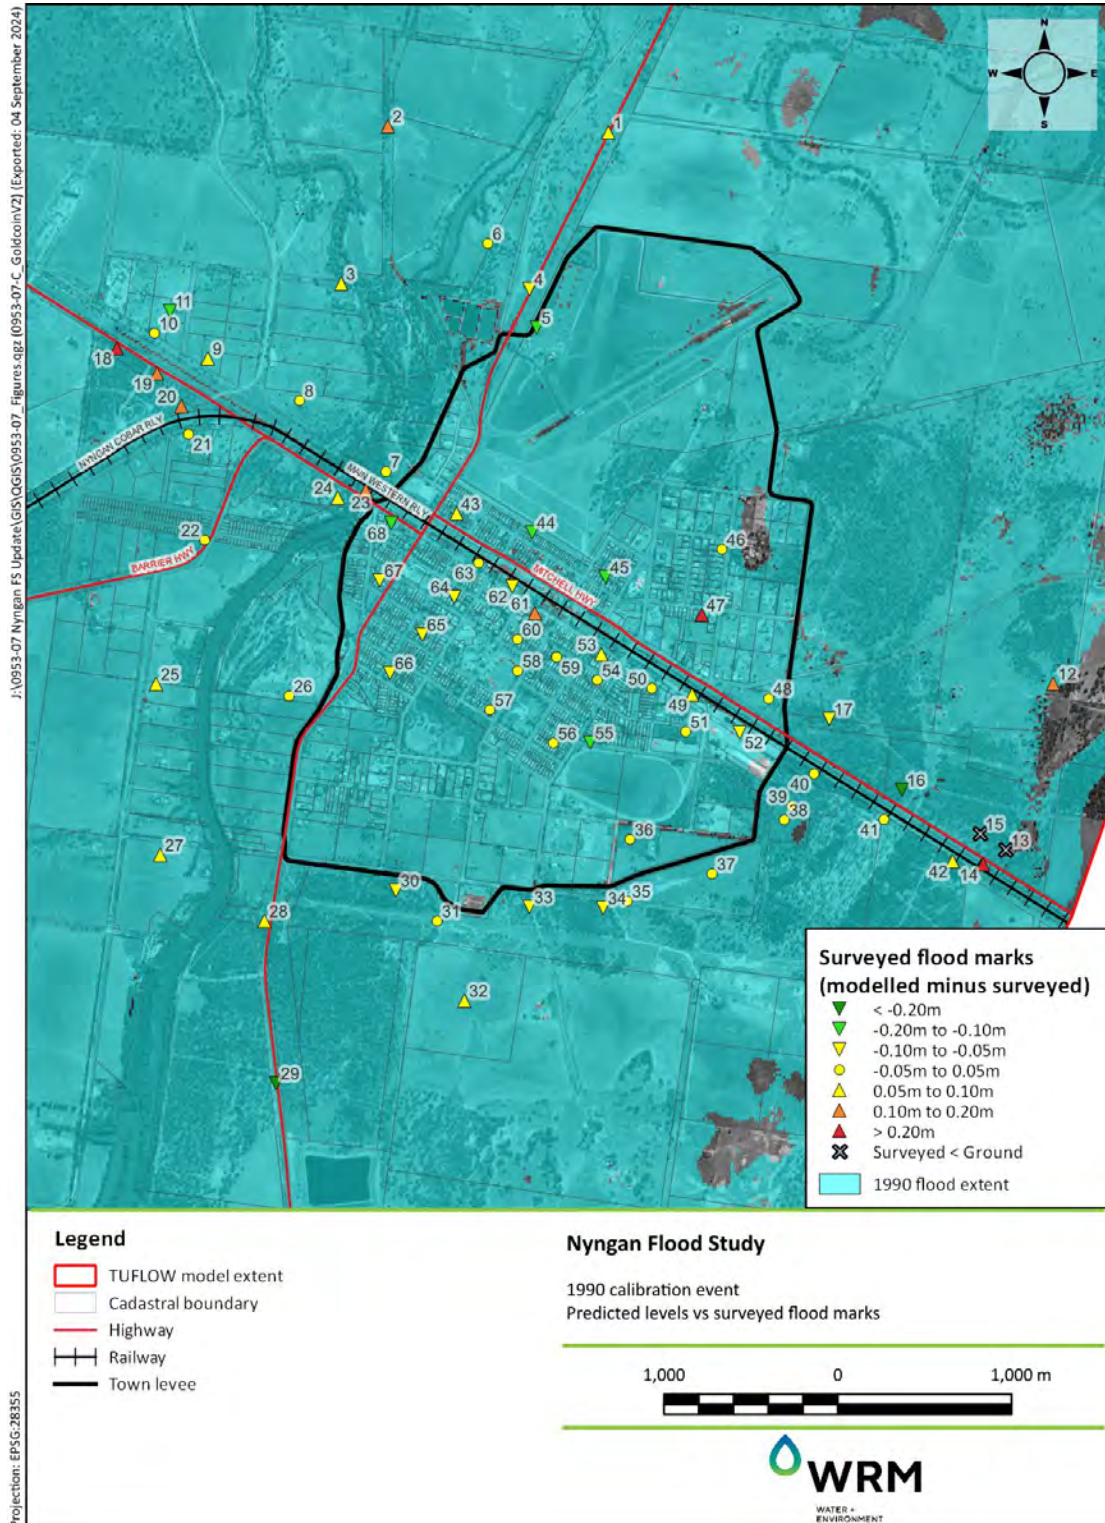 J:\0953-07 Nyngan FS Update\GIS\QGIS\0953-07_Figures.qgz (0953-07-C_GoldcoinV2) (Exported: 04 September 2024)
Projection: EPSG:28355
N
W
E
S
2
1
6
3
4
11
5
10
18
9
19
20
8
21
NYNGAN COBAR RLY
7
MAIN WESTERN RLY
24
23
43
68
44
22
BARRIER HWY
46
63
MITCHELL HWY
45
67
64
62
61
47
65
60
53
66
58
59
54
25
26
50
12
57
49
48
51
17
56
55
52
40
16
39
38
15
41
36
13
27
42
14
37
30
35
28
31
33
34
32
29
Surveyed flood marks
(modelled minus surveyed)
< -0.20m
-0.20m to -0.10m
-0.10m to -0.05m
-0.05m to 0.05m
0.05m to 0.10m
0.10m to 0.20m
> 0.20m
Surveyed < Ground
1990 flood extent
Legend
TUFLOW model extent
Cadastral boundary
Highway
Railway
Town levee
Nyngan Flood Study
1990 calibration event
Predicted levels vs surveyed flood marks
1,000 0 1,000 m
WRM
WATER +
ENVIRONMENT